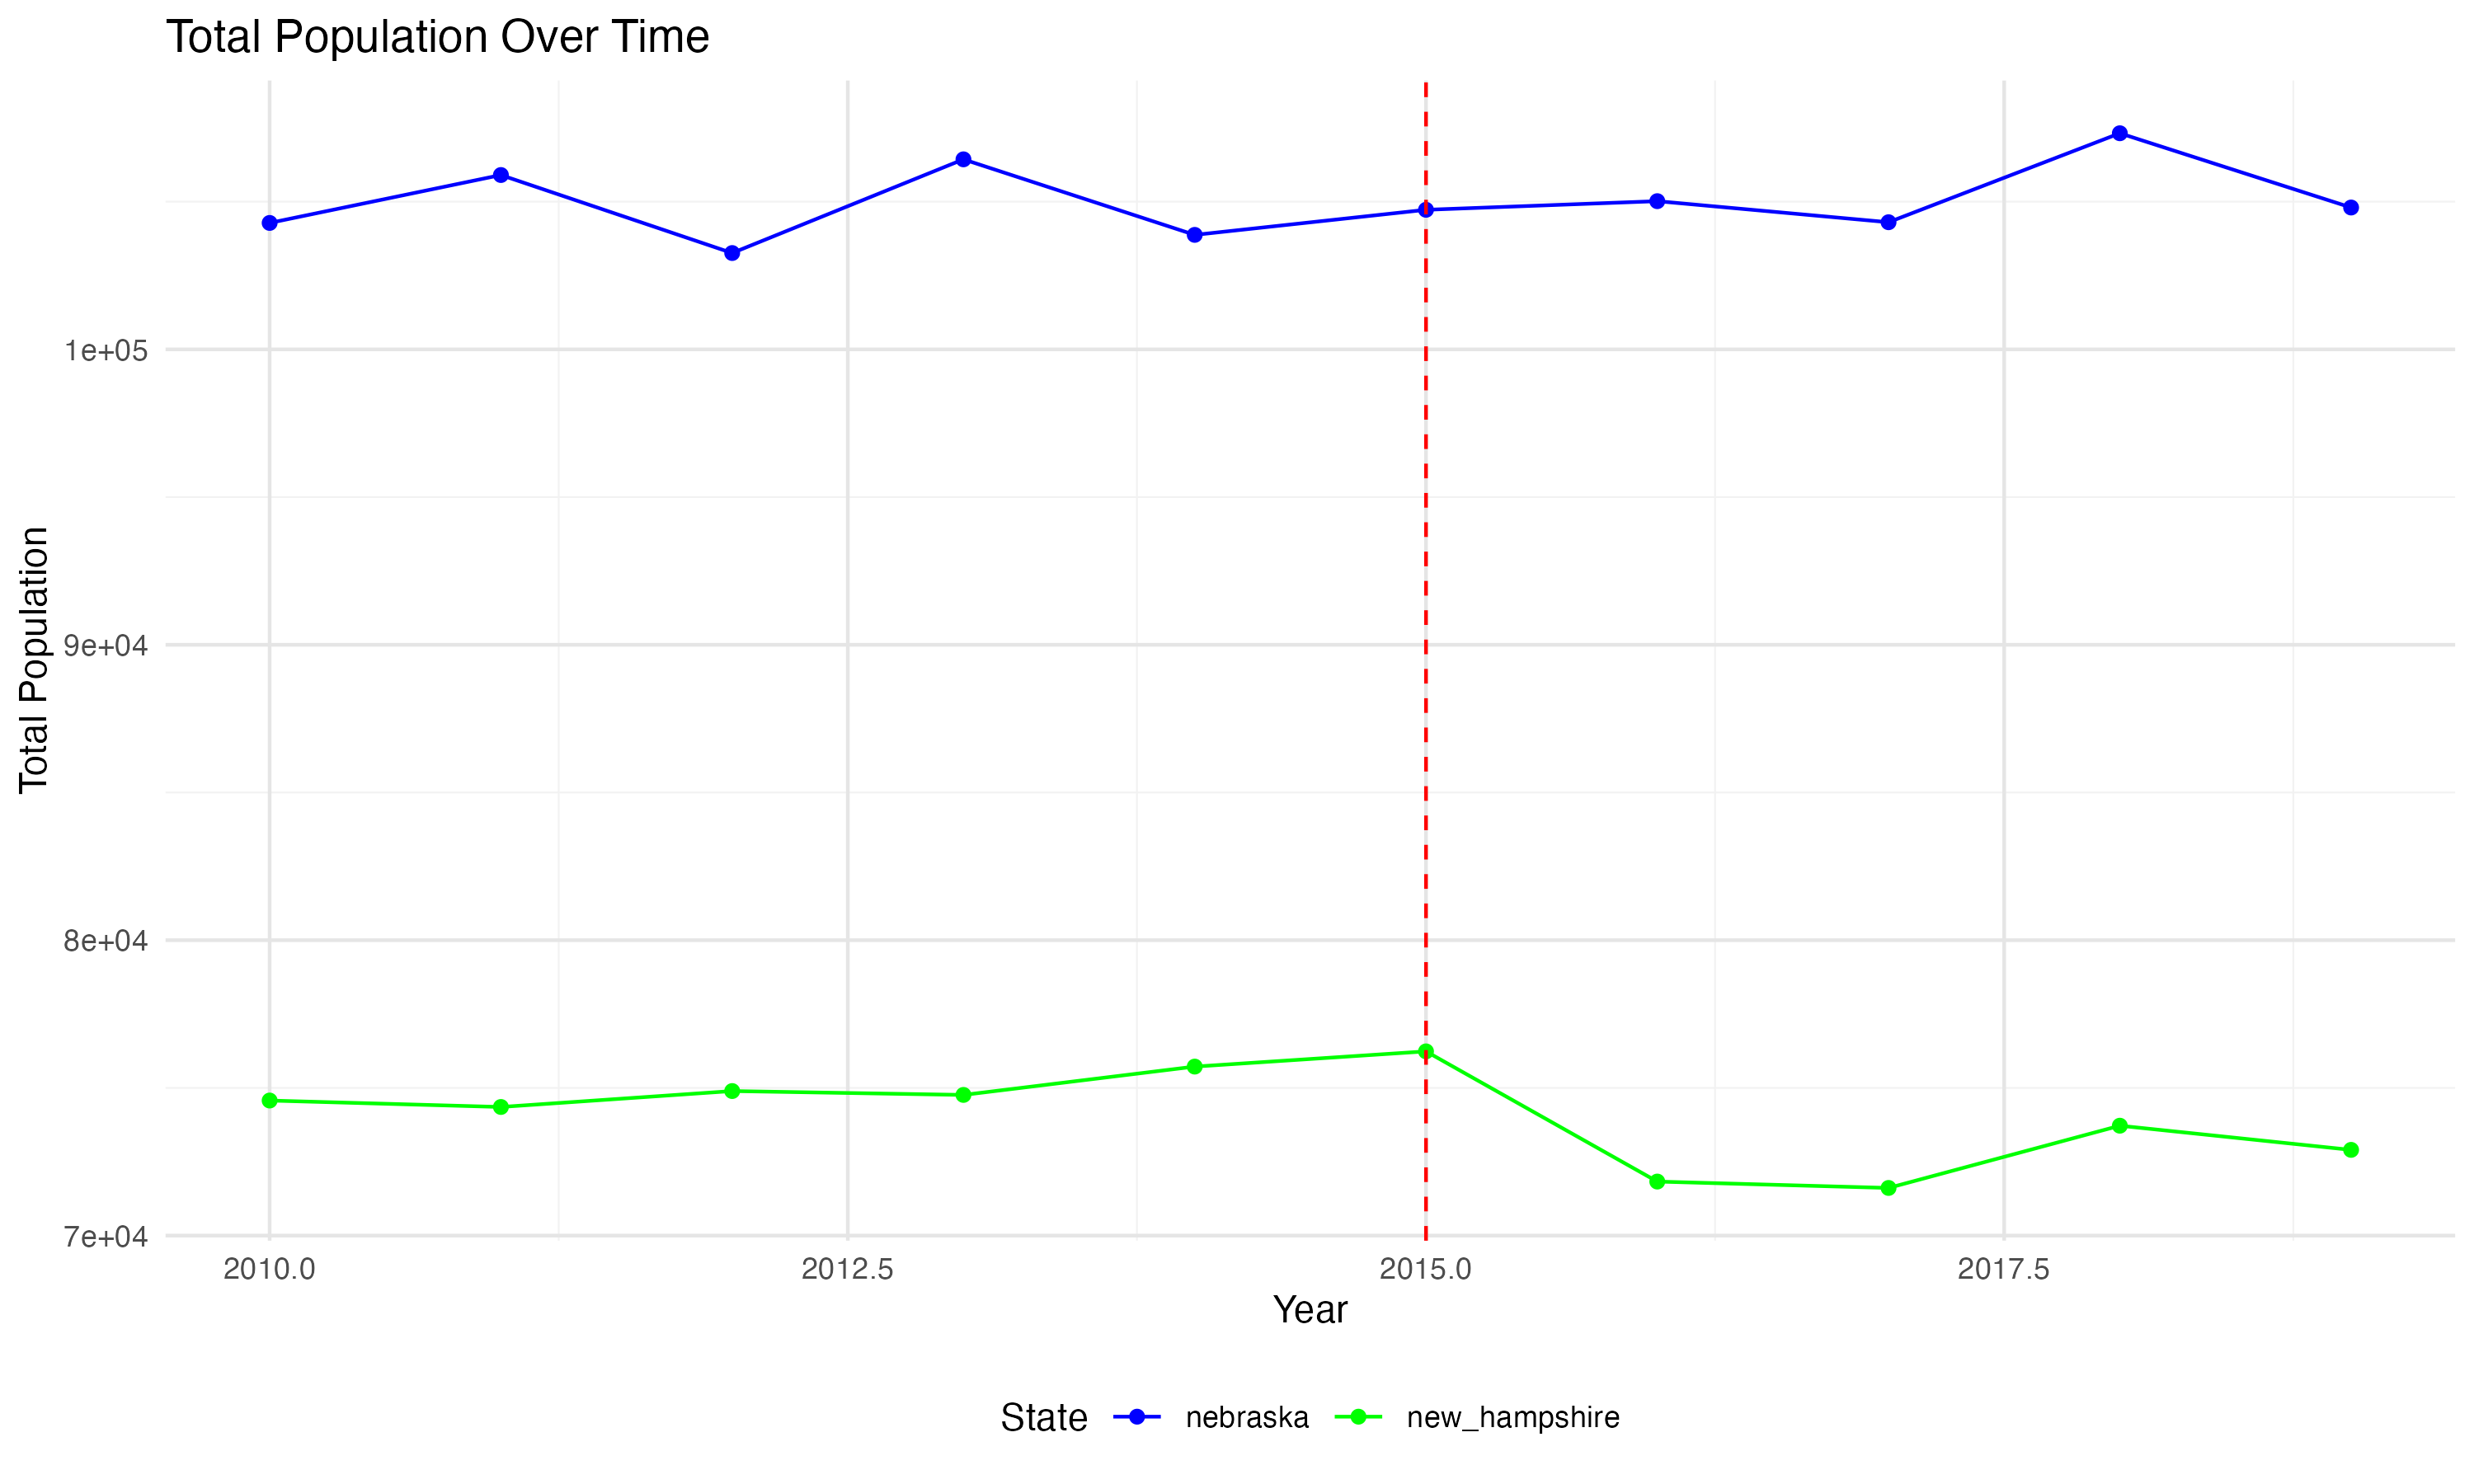 Total Population Over Time
Total Population
1e+05
9e+04
8e+04
7e+04
2010.0 2012.5 2015.0 2017.5
Year
State nebraska new_hampshire